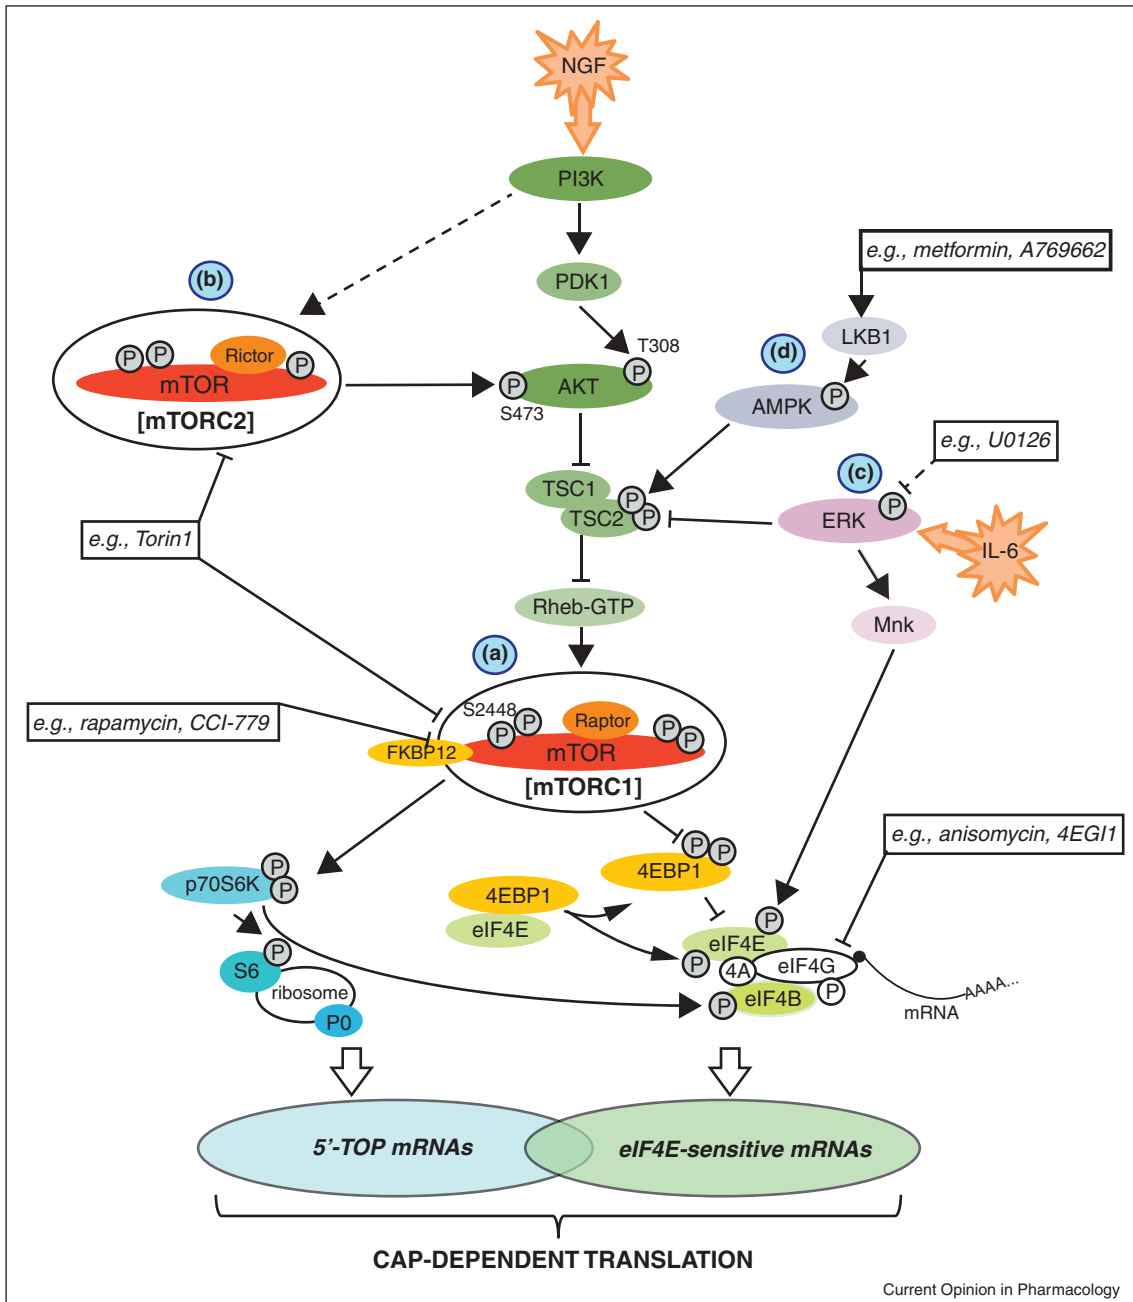 NGF
PI3K
e.g., metformin, A769662
(b)
PDK1
LKB1
T308
(d)
P P Rictor P
mTOR
[mTORC2]
P
AKT
P
S473
AMPK
P
e.g., U0126
(c)
TSC1
P
TSC2
P
ERK
P
IL-6
e.g., Torin1
Rheb-GTP
Mnk
(a)
e.g., rapamycin, CCI-779
S2448
P
P
Raptor
P
P
FKBP12
mTOR
[mTORC1]
e.g., anisomycin, 4EGI1
p70S6K
P
P
4EBP1
P
P
4EBP1
eIF4E
P
eIF4E
P
4A
eIF4G
P
eIF4B
P
mRNA
AAAA...
P
S6
ribosome
P0
5’-TOP mRNAs
eIF4E-sensitive mRNAs
CAP-DEPENDENT TRANSLATION
Current Opinion in Pharmacology